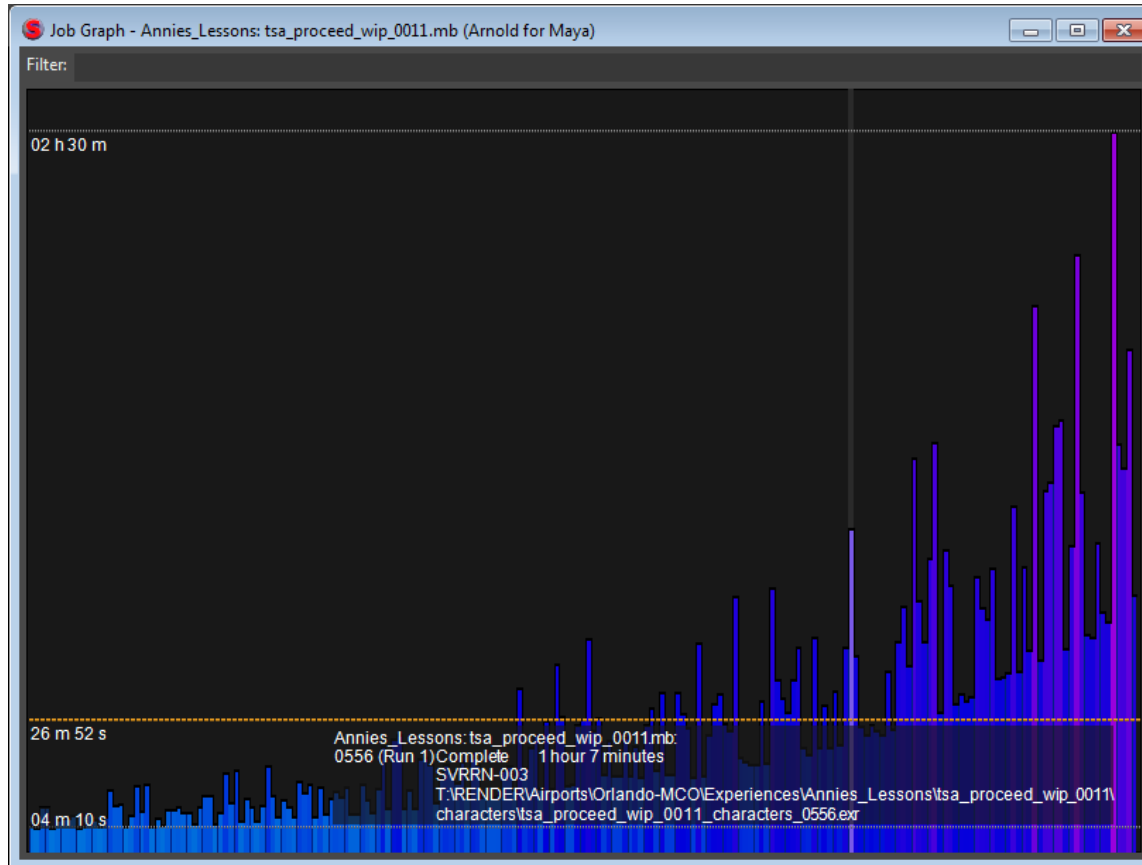 Job Graph - Annies_Lessons: tsa_proceed_wip_0011.mb (Arnold for Maya)
Filter:
02 h 30 m
26 m 52 s
Annies_Lessons: tsa_proceed_wip_0011.mb:
0556 (Run 1) Complete 1 hour 7 minutes
SVRRN-003
T:\RENDER\Airports\Orlando-MCO\Experiences\Annies_Lessons\tsa_proceed_wip_0011\
characters\tsa_proceed_wip_0011_characters_0556.exr
04 m 10 s